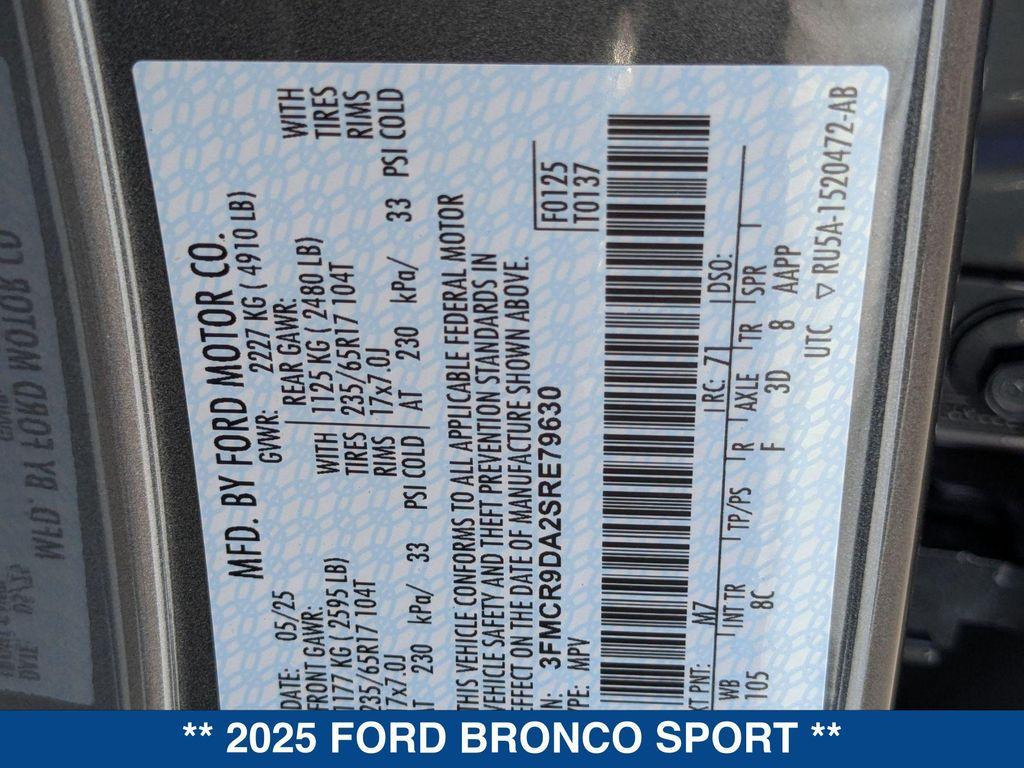 MFD. BY FORD MOTOR CO.
DATE: 05/25 GVWR: 2227 KG ( 4910 LB)
FRONT GAWR: REAR GAWR:
1177 KG ( 2595 LB) WITH 1125 KG ( 2480 LB) WITH
235/65R17 104T TIRES 235/65R17 104T TIRES
17x7.0J RIMS 17x7.0J RIMS
AT 230 kPa/ 33 PSI COLD AT 230 kPa/ 33 PSI COLD
THIS VEHICLE CONFORMS TO ALL APPLICABLE FEDERAL MOTOR
VEHICLE SAFETY AND THEFT PREVENTION STANDARDS IN
EFFECT ON THE DATE OF MANUFACTURE SHOWN ABOVE.
IN: 3FMCR9DA2SRE79630
YPE: MPV
F0125
T0137
XT PNT: M7 RC: 71 DSO:
WB INT TR TP/PS R AXLE TR SPR
105 8C F 3D 8 AAPP
UTC ▽ RU5A-1520472-AB
** 2025 FORD BRONCO SPORT **